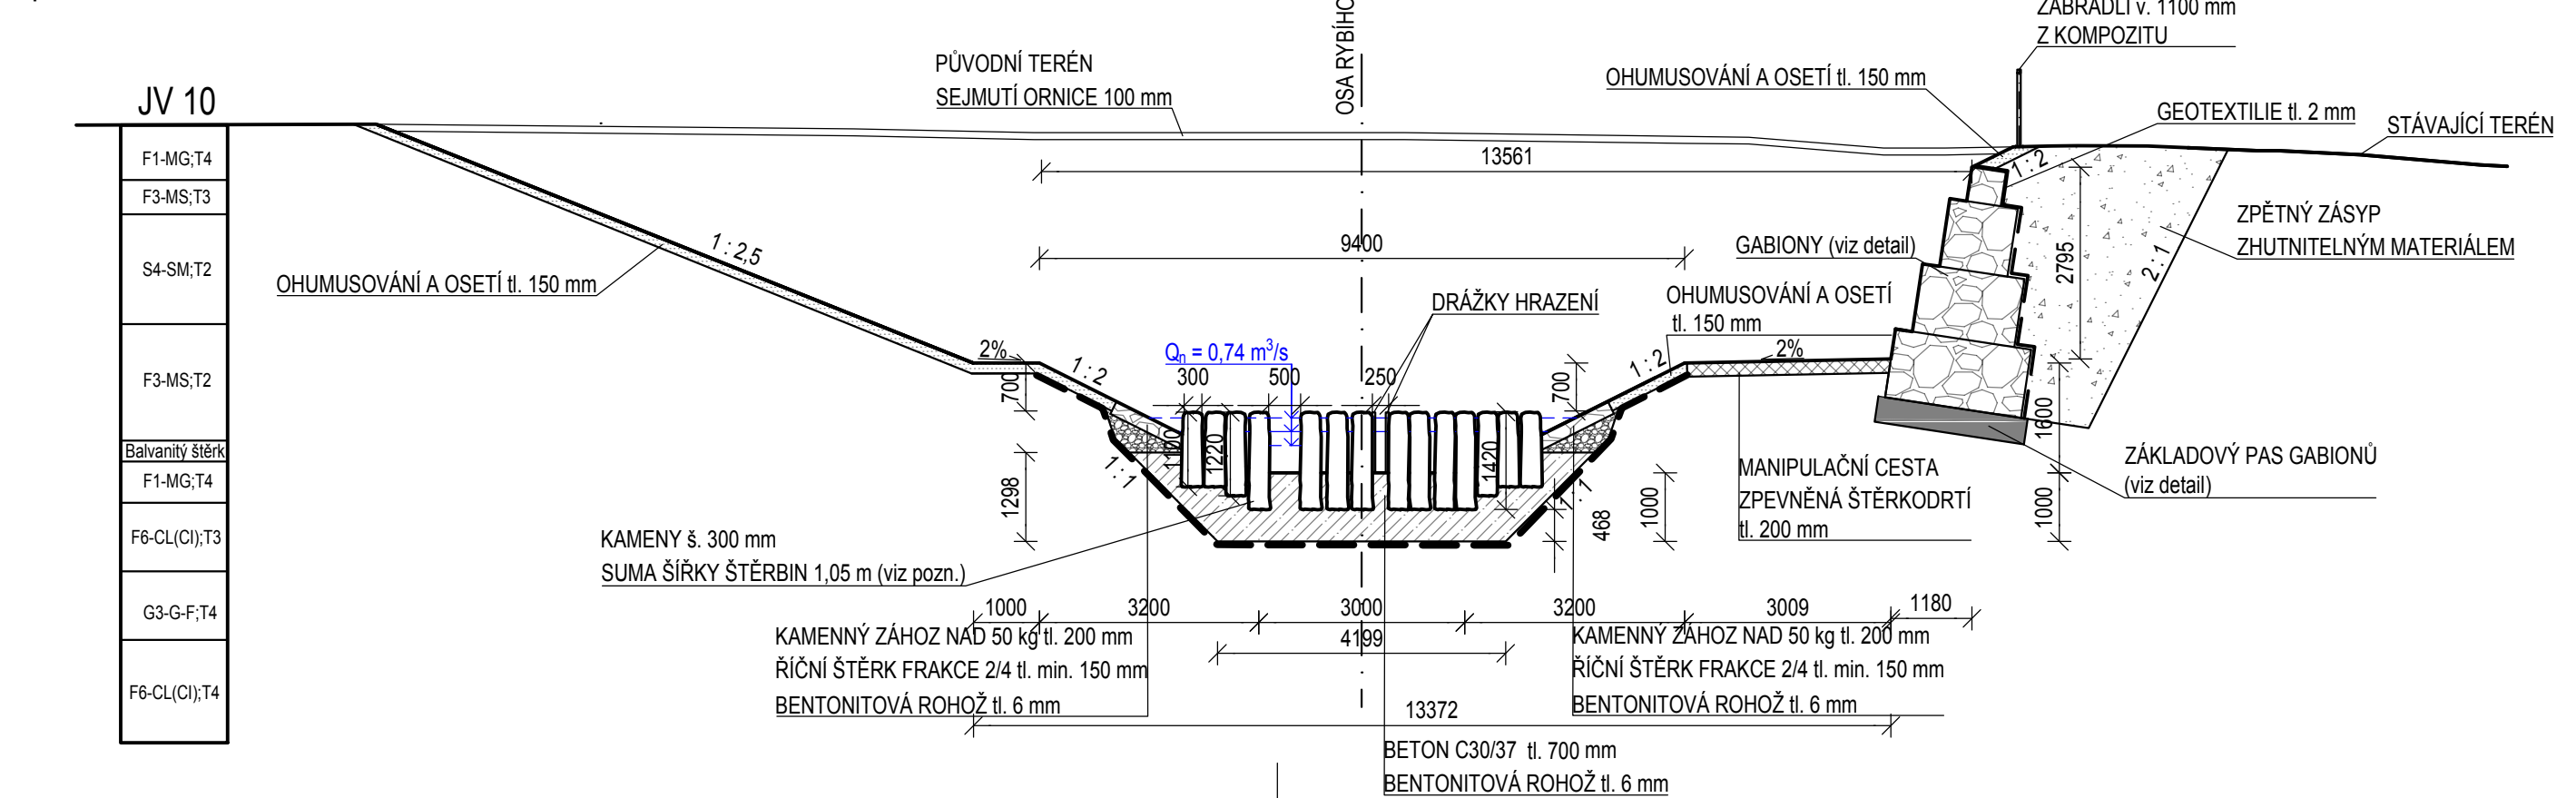 ZÁBRADLÍ v. 1100 mm
Z KOMPOZITU
OSA RYBÍHO
PŮVODNÍ TERÉN
SEJMUTÍ ORNICE 100 mm
OHUMUSOVÁNÍ A OSETÍ tl. 150 mm
GEOTEXTILIE tl. 2 mm
STÁVAJÍCÍ TERÉN
JV 10
F1-MG;T4
F3-MS;T3
S4-SM;T2
F3-MS;T2
Balvanitý štěrk
F1-MG;T4
F6-CL(CI);T3
G3-G-F;T4
F6-CL(CI);T4
13561
1 : 2
ZPĚTNÝ ZÁSYP
ZHUTNITELNÝM MATERIÁLEM
1 : 2,5
9400
GABIONY (viz detail)
2795
2 : 1
OHUMUSOVÁNÍ A OSETÍ tl. 150 mm
DRÁŽKY HRAZENÍ
OHUMUSOVÁNÍ A OSETÍ
tl. 150 mm
2%
1 : 2
Qn = 0,74 m³/s
300
500
250
1 : 2
2%
700
700
1100
1220
1420
1600
1 : 1
1298
468
1000
1000
MANIPULAČNÍ CESTA
ZPEVNĚNÁ ŠTĚRKODRTÍ
tl. 200 mm
ZÁKLADOVÝ PAS GABIONŮ
(viz detail)
KAMENY š. 300 mm
SUMA ŠÍŘKY ŠTĚRBIN 1,05 m (viz pozn.)
1000
3200
3000
3200
3009
1180
4199
KAMENNÝ ZÁHOZ NAD 50 kg tl. 200 mm
ŘÍČNÍ ŠTĚRK FRAKCE 2/4 tl. min. 150 mm
BENTONITOVÁ ROHOŽ tl. 6 mm
KAMENNÝ ZÁHOZ NAD 50 kg tl. 200 mm
ŘÍČNÍ ŠTĚRK FRAKCE 2/4 tl. min. 150 mm
BENTONITOVÁ ROHOŽ tl. 6 mm
13372
BETON C30/37 tl. 700 mm
BENTONITOVÁ ROHOŽ tl. 6 mm